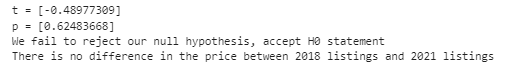 t = [-0.48977309]
p = [0.62483668]
We fail to reject our null hypothesis, accept H0 statement
There is no difference in the price between 2018 listings and 2021 listings